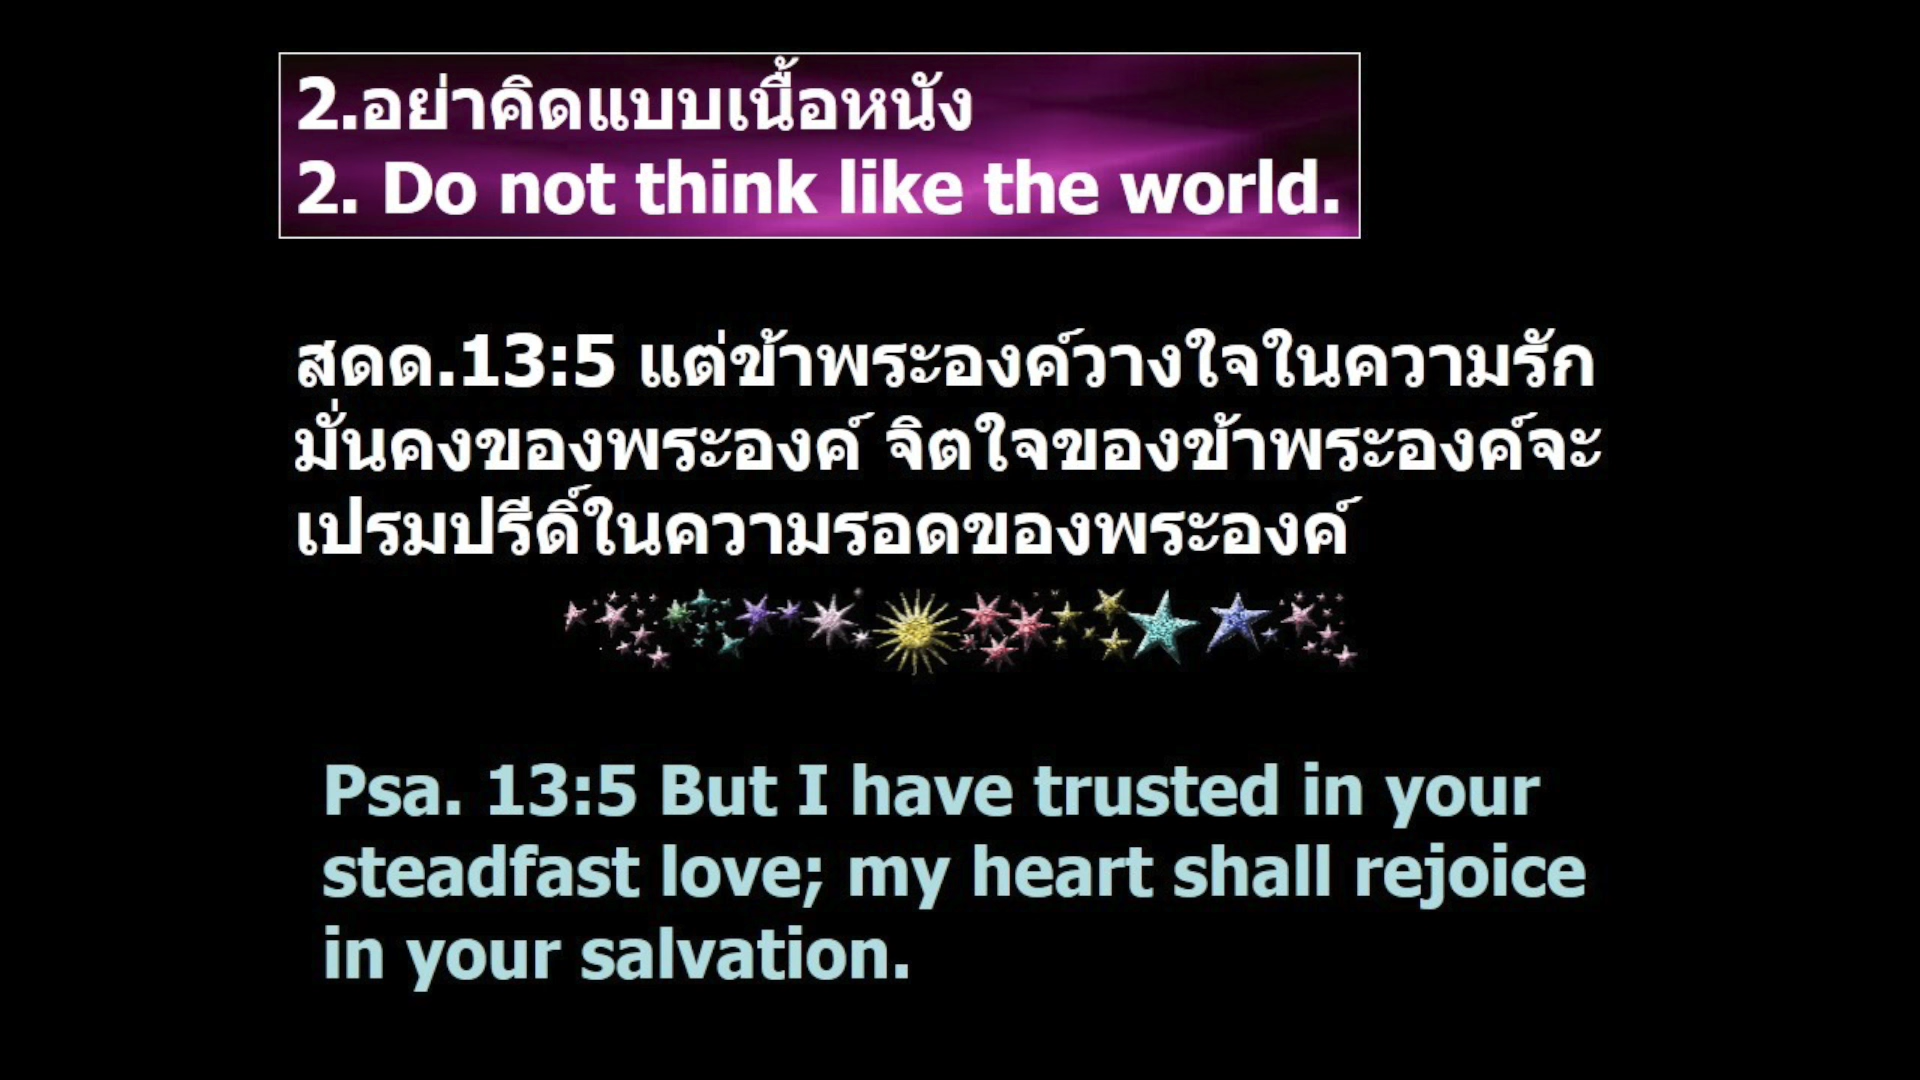 2.อย่าคิดแบบเนื้อหนัง
2. Do not think like the world.
สดด.13:5 แต่ข้าพระองค์วางใจในความรัก
มั่นคงของพระองค์ จิตใจของข้าพระองค์จะ
เปรมปรีดิ์ในความรอดของพระองค์
Psa. 13:5 But I have trusted in your
steadfast love; my heart shall rejoice
in your salvation.